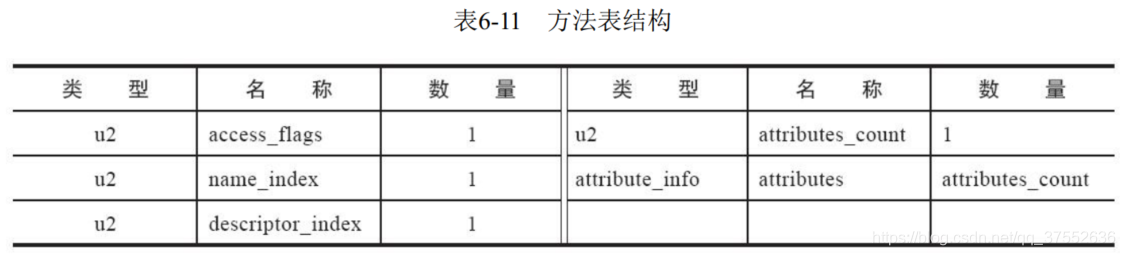 表6-11 方法表结构
类 型 名 称 数 量 类 型 名 称 数 量
u2 access_flags 1 u2 attributes_count 1
u2 name_index 1 attribute_info attributes attributes_count
u2 descriptor_index 1
https://blog.csdn.net/qq_37552636